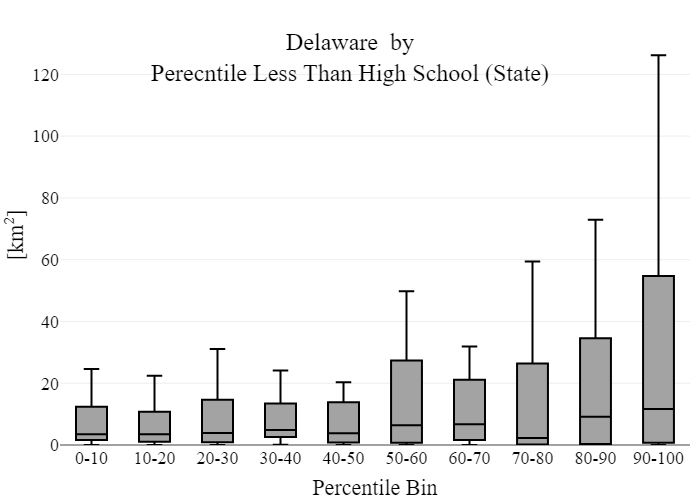 Delaware by
Perecntile Less Than High School (State)
120
100
80
60
40
20
0
[km²]
0-10 10-20 20-30 30-40 40-50 50-60 60-70 70-80 80-90 90-100
Percentile Bin